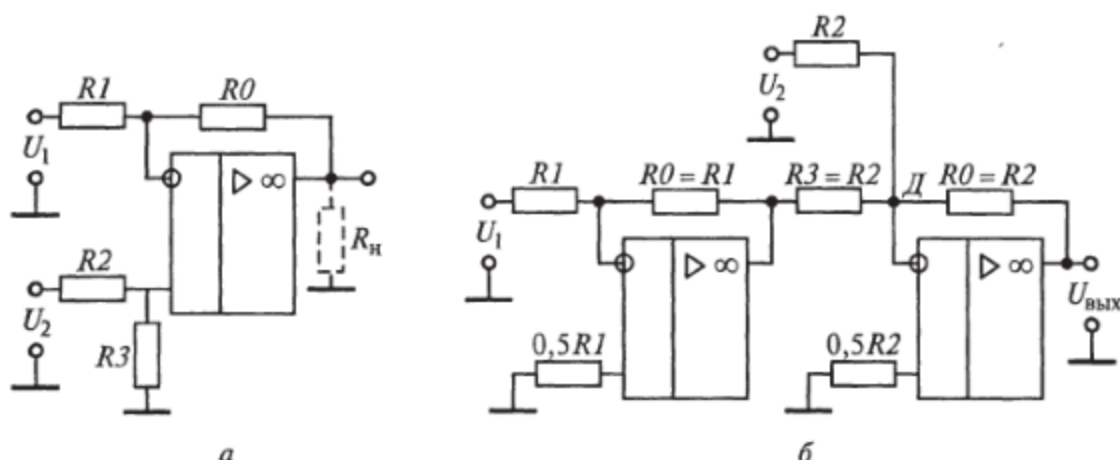 R2
U2
R1
R0
U1
▷ ∞
Rн
R2
U2
R3
R1
R0 = R1
R3 = R2
Д
R0 = R2
U1
▷ ∞
▷ ∞
Uвых
0,5R1
0,5R2
а
б